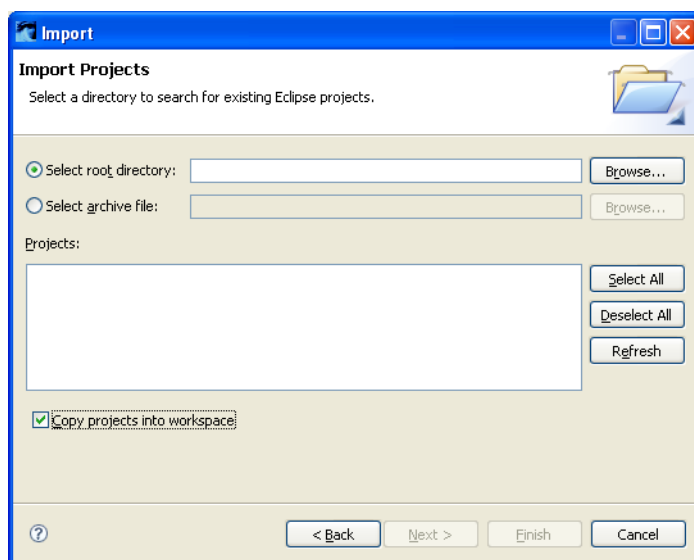 Import
Import Projects
Select a directory to search for existing Eclipse projects.
Select root directory:
Browse...
Select archive file:
Browse...
Projects:
Select All
Deselect All
Refresh
Copy projects into workspace
?
< Back
Next >
Finish
Cancel